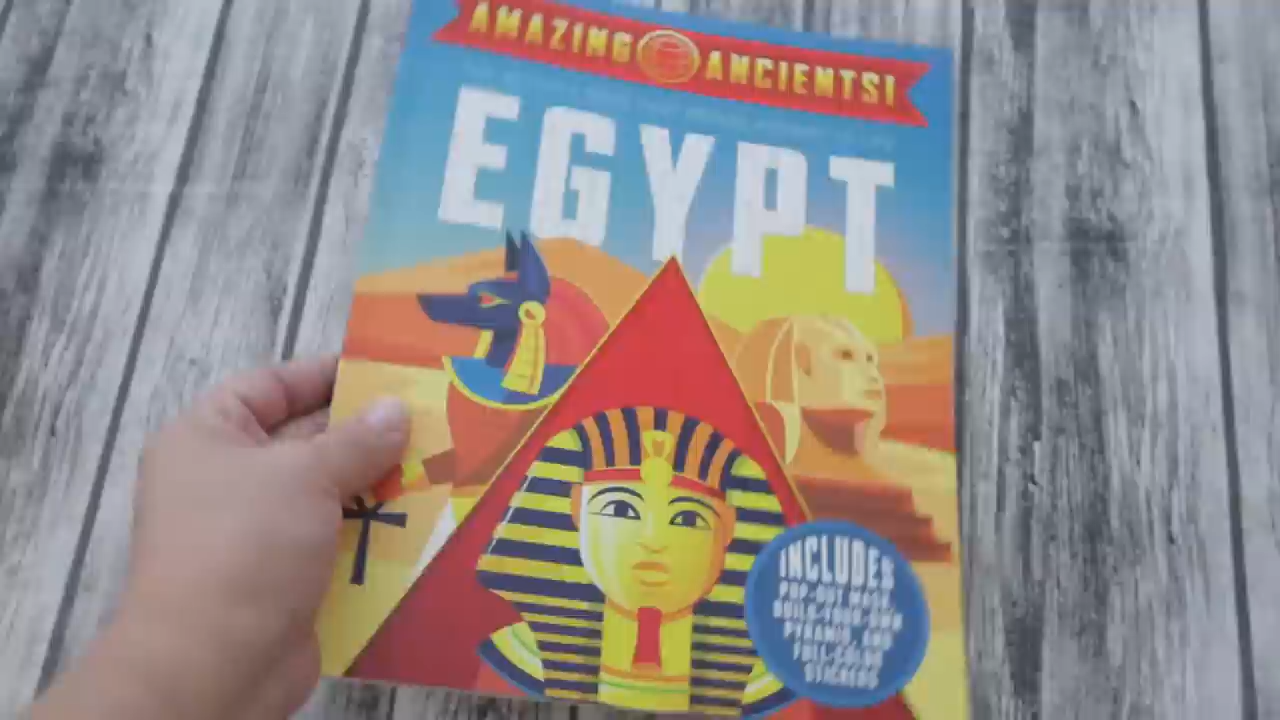 AMAZING ANCIENTS!
EGYPT
INCLUDES
POP-OUT MASK,
BUILD-YOUR-OWN
PYRAMID, AND
FULL-COLOR
STICKERS